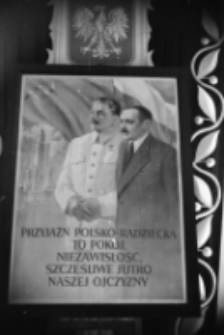 PRZYJAŹŃ POLSKO-RADZIECKA
TO POKÓJ,
NIEZAWISŁOŚĆ,
SZCZĘŚLIWE JUTRO
NASZEJ OJCZYZNY